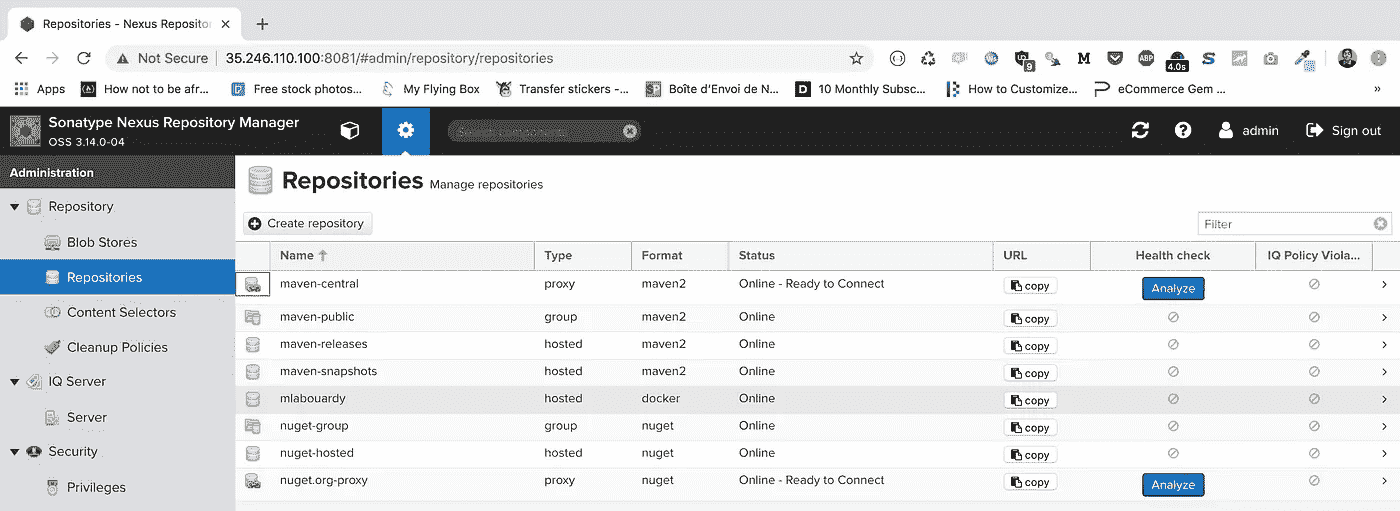 Repositories - Nexus Reposito
Not Secure 35.246.110.100:8081/#admin/repository/repositories
9 M ABP 4.0s S
Apps How not to be afr... Free stock photos... My Flying Box Transfer stickers -... Boîte d'Envoi de N... D 10 Monthly Subsc... How to Customize... eCommerce Gem ... »
Sonatype Nexus Repository Manager
OSS 3.14.0-04
Search components
admin Sign out
Administration
Repositories Manage repositories
Repository
Create repository Filter
Blob Stores
Name Type Format Status URL Health check IQ Policy Viola...
Repositories
maven-central proxy maven2 Online - Ready to Connect copy Analyze
Content Selectors
maven-public group maven2 Online copy
maven-releases hosted maven2 Online copy
Cleanup Policies
maven-snapshots hosted maven2 Online copy
IQ Server
mlabouardy hosted docker Online copy
Server
nuget-group group nuget Online copy
Security
nuget-hosted hosted nuget Online copy
Privileges
nuget.org-proxy proxy nuget Online - Ready to Connect copy Analyze